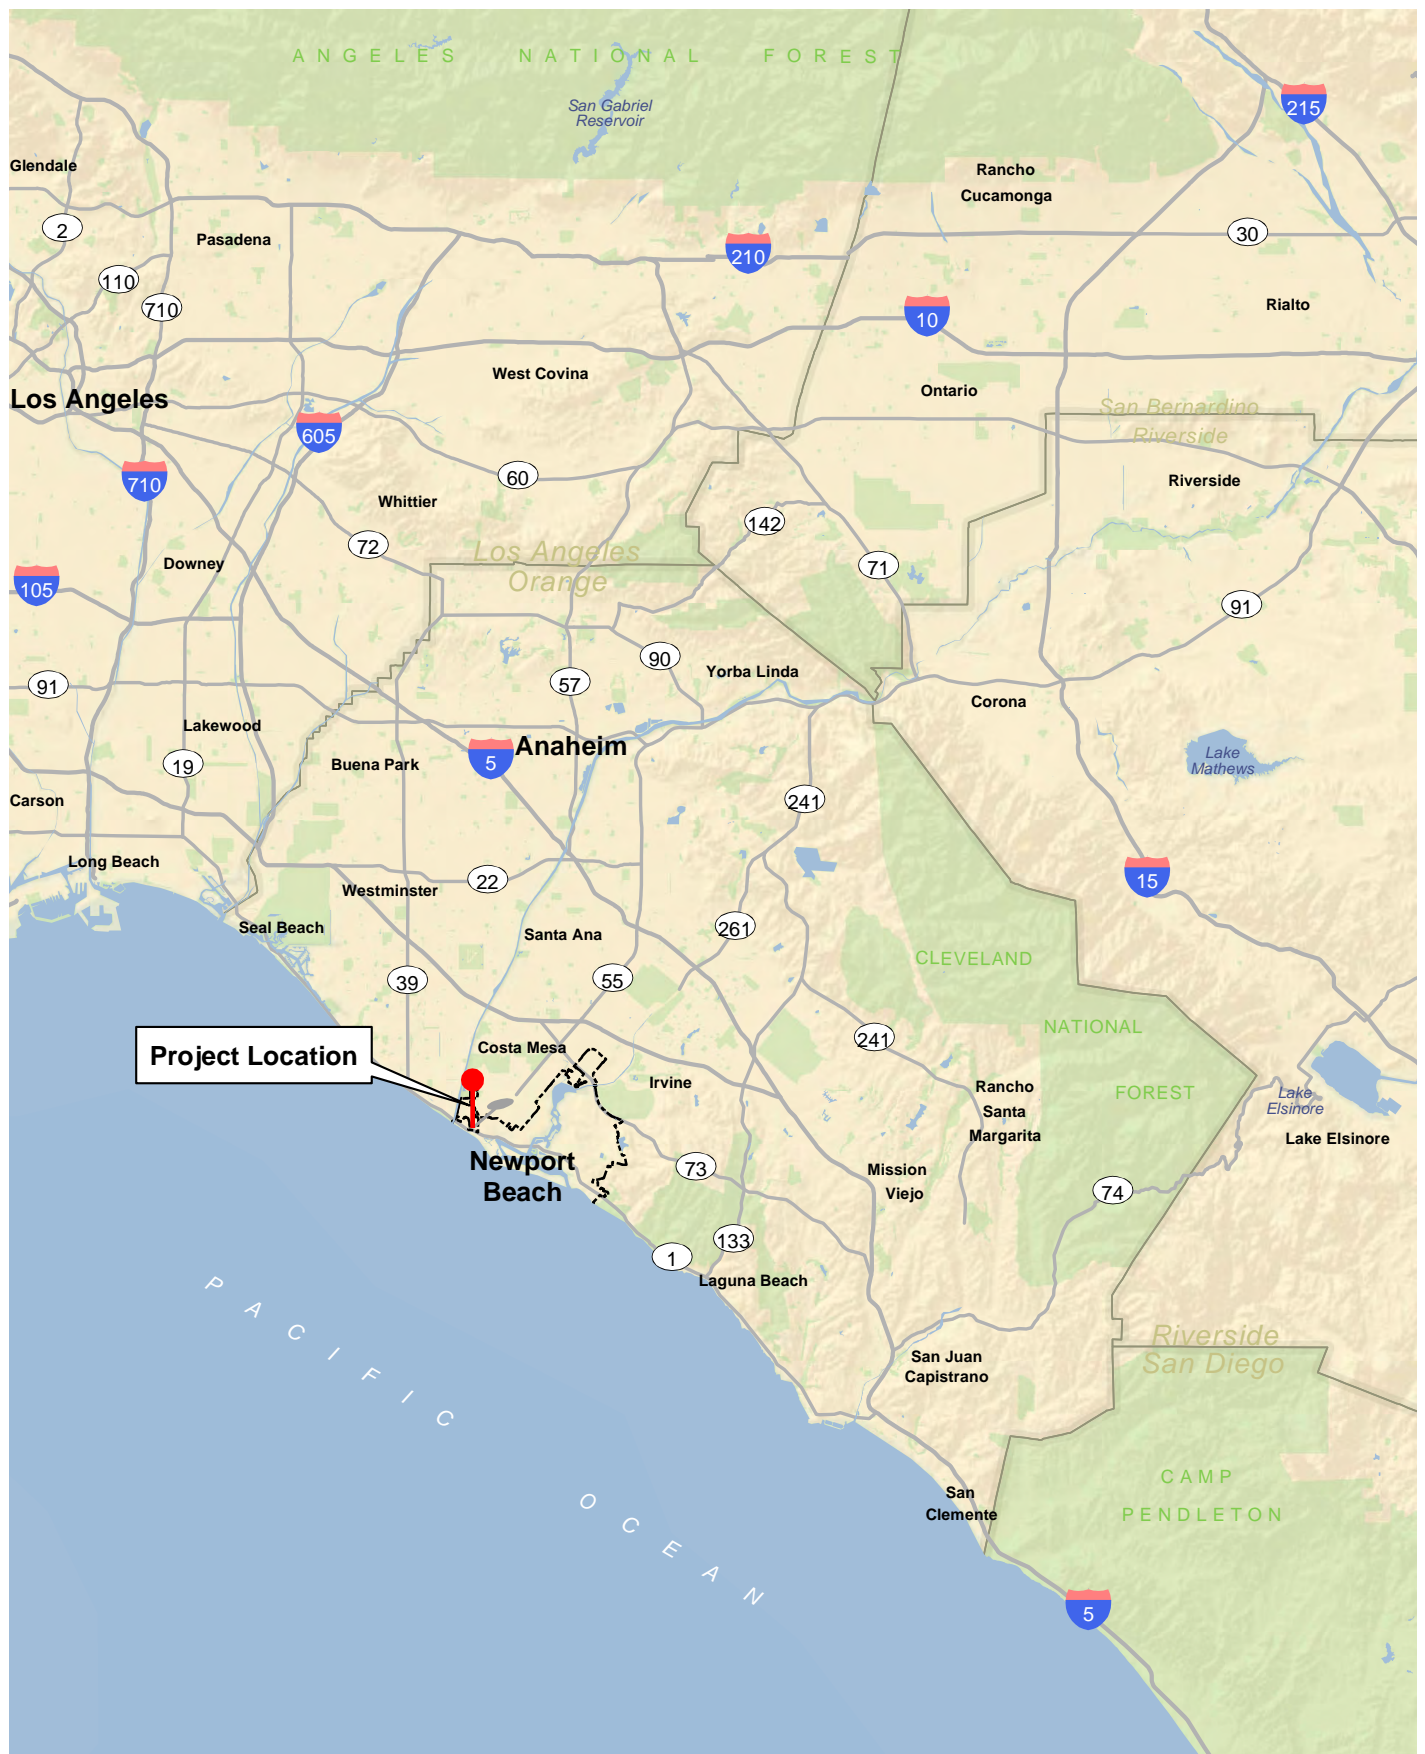 ANGELES NATIONAL FOREST
San Gabriel
Reservoir
215
Glendale
Rancho
Cucamonga
2
Pasadena
30
210
110
710
10
Rialto
West Covina
Ontario
Los Angeles
San Bernardino
Riverside
605
60
710
Riverside
Whittier
142
72
Los Angeles
Orange
Downey
71
105
91
90
Yorba Linda
91
57
Corona
Lakewood
Anaheim
5
Buena Park
19
Lake
Mathews
Carson
241
Long Beach
22
15
Westminster
261
Seal Beach
Santa Ana
CLEVELAND
39
55
NATIONAL
241
Project Location
Costa Mesa
Irvine
Rancho
Santa
Margarita
FOREST
Lake
Elsinore
Lake Elsinore
Newport
Beach
73
Mission
Viejo
74
133
1
Laguna Beach
PACIFIC
Riverside
San Diego
San Juan
Capistrano
CAMP
PENDLETON
San
Clemente
OCEAN
5